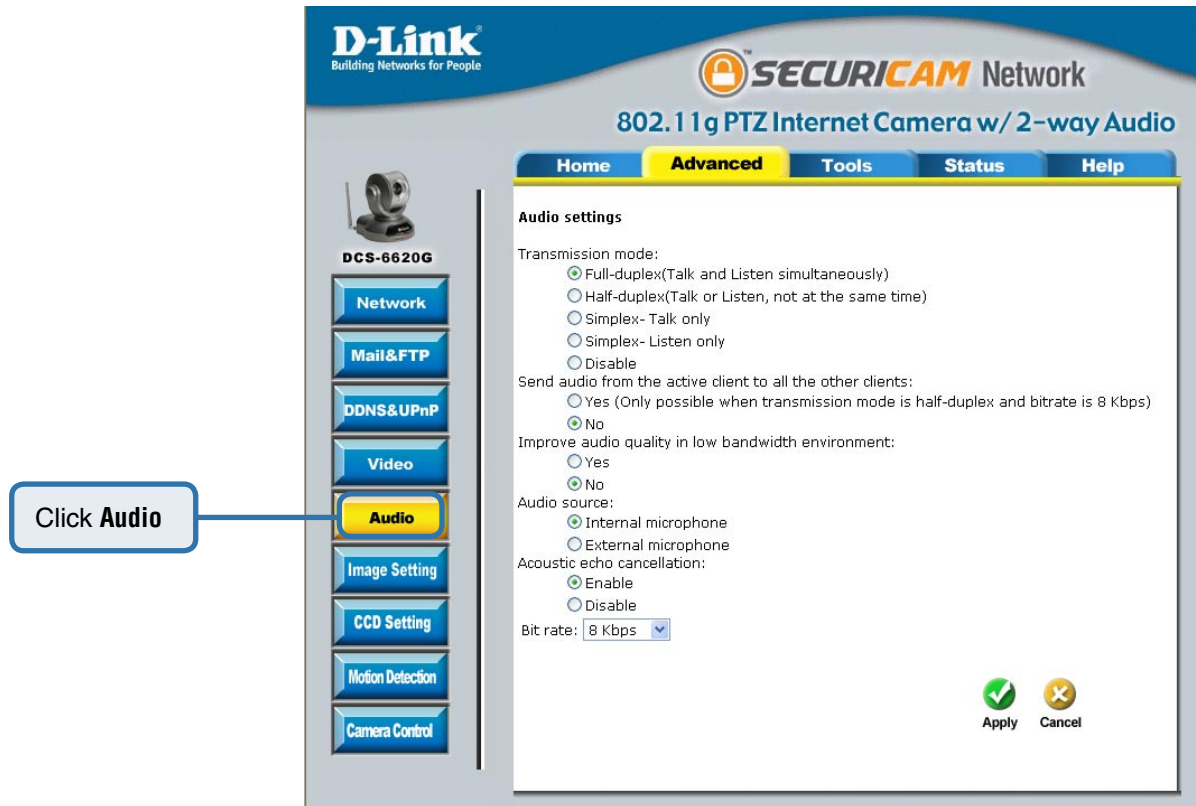 D-Link
Building Networks for People
SECURICAM Network
802.11g PTZ Internet Camera w/ 2-way Audio
Home
Advanced
Tools
Status
Help
DCS-6620G
Network
Mail&FTP
DDNS&UPnP
Video
Audio
Image Setting
CCD Setting
Motion Detection
Camera Control
Click Audio
Audio settings
Transmission mode:
Full-duplex(Talk and Listen simultaneously)
Half-duplex(Talk or Listen, not at the same time)
Simplex- Talk only
Simplex- Listen only
Disable
Send audio from the active client to all the other clients:
Yes (Only possible when transmission mode is half-duplex and bitrate is 8 Kbps)
No
Improve audio quality in low bandwidth environment:
Yes
No
Audio source:
Internal microphone
External microphone
Acoustic echo cancellation:
Enable
Disable
Bit rate: 8 Kbps
Apply
Cancel